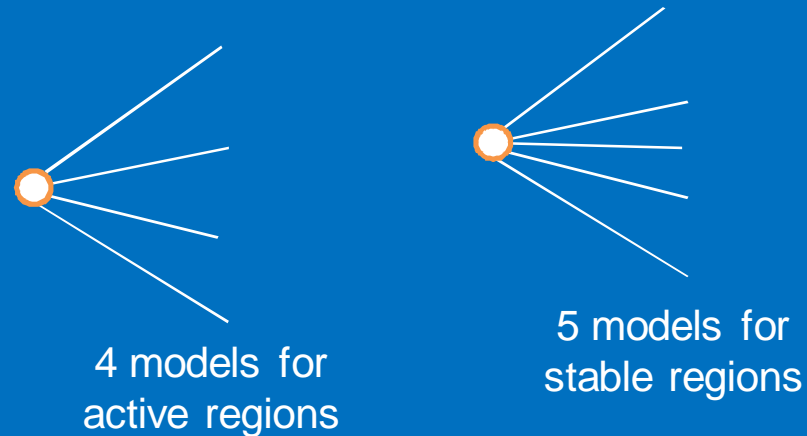 4 models for
active regions
5 models for
stable regions